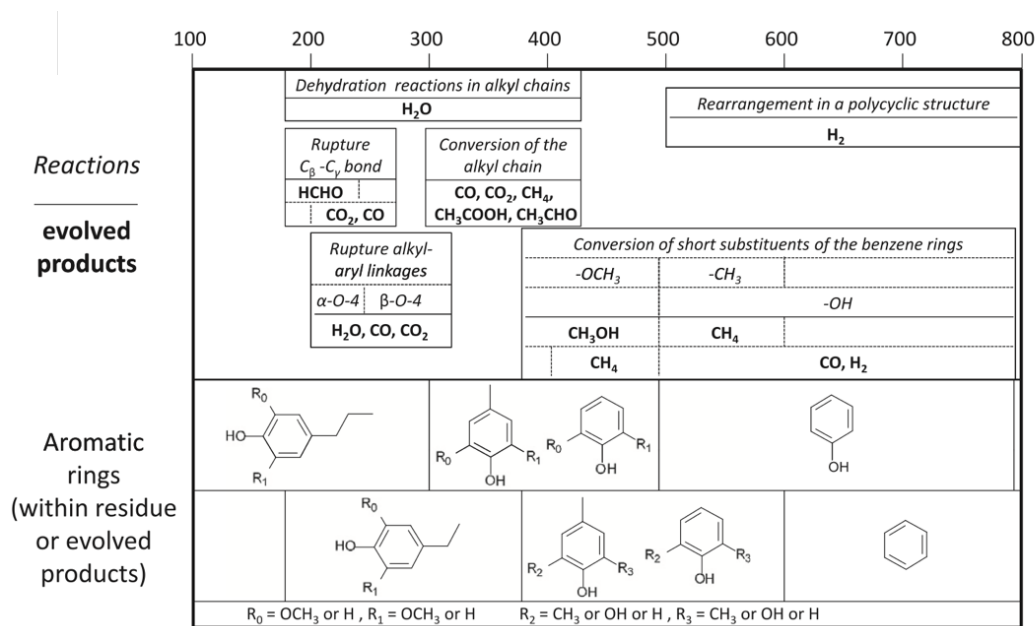 100 200 300 400 500 600 700 800
Dehydration reactions in alkyl chains
H₂O
Rearrangement in a polycyclic structure
H₂
Reactions
evolved
products
Rupture
Cβ -Cγ bond
HCHO
CO₂, CO
Conversion of the
alkyl chain
CO, CO₂, CH₄,
CH₃COOH, CH₃CHO
Rupture alkyl-
aryl linkages
α-O-4 β-O-4
H₂O, CO, CO₂
Conversion of short substituents of the benzene rings
-OCH₃ -CH₃
-OH
CH₃OH CH₄
CH₄ CO, H₂
Aromatic
rings
(within residue
or evolved
products)
R₀
HO
R₁
R₀ R₁
OH
R₀ R₁
OH
OH
R₀
HO
R₁
R₂ R₃
OH
R₂ R₃
OH
R₀ = OCH₃ or H , R₁ = OCH₃ or H R₂ = CH₃ or OH or H , R₃ = CH₃ or OH or H